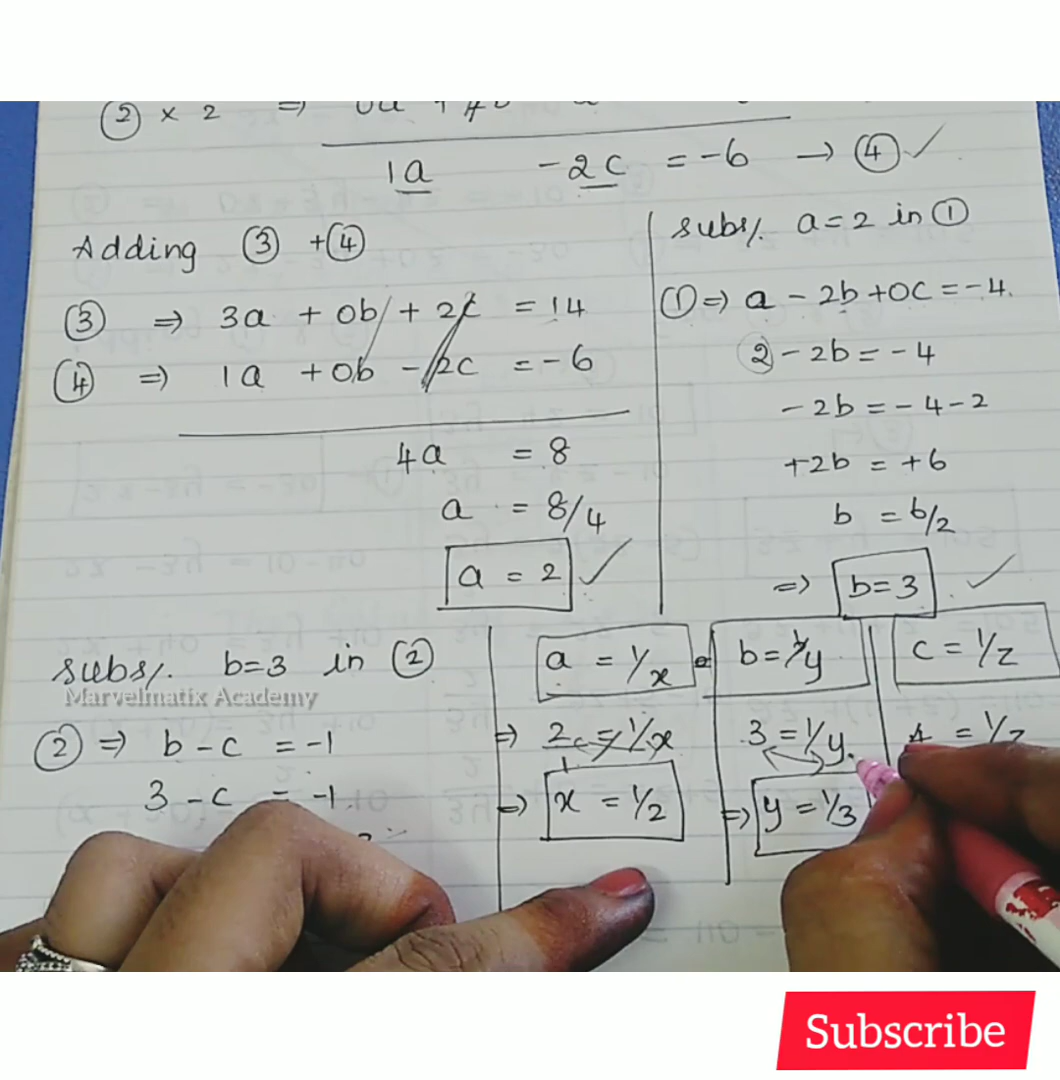 ② × 2 ⇒
1a - 2c = -6 → ④ ✓
Adding ③ + ④
③ ⇒ 3a + 0b + 2c = 14
④ ⇒ 1a + 0b - 2c = -6
4a = 8
a = 8/4
a = 2 ✓
subs/. a=2 in ①
① ⇒ a - 2b + 0c = -4.
2 - 2b = -4
-2b = -4-2
+2b = +6
b = 6/2
⇒ b=3 ✓
subs/. b=3 in ②
Marvelmatix Academy
② ⇒ b - c = -1
3 - c = -1
a = 1/x
⇒ 2 = 1/x
⇒ x = 1/2
b = 1/y
3 = 1/y
⇒ y = 1/3
c = 1/z
4 = 1/z
Subscribe